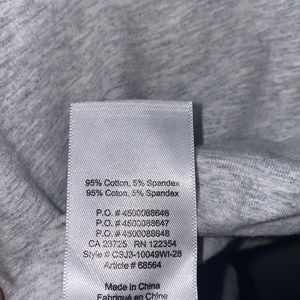 95% Cotton, 5% Spandex
95% Cotton, 5% Spandex
P.O. # 4500088646
P.O. # 4500088647
P.O. # 4500088648
CA 23725 RN 122354
Style # CSJ3-10049WI-28
Article # 68564
Made in China
Fabriqué en Chine